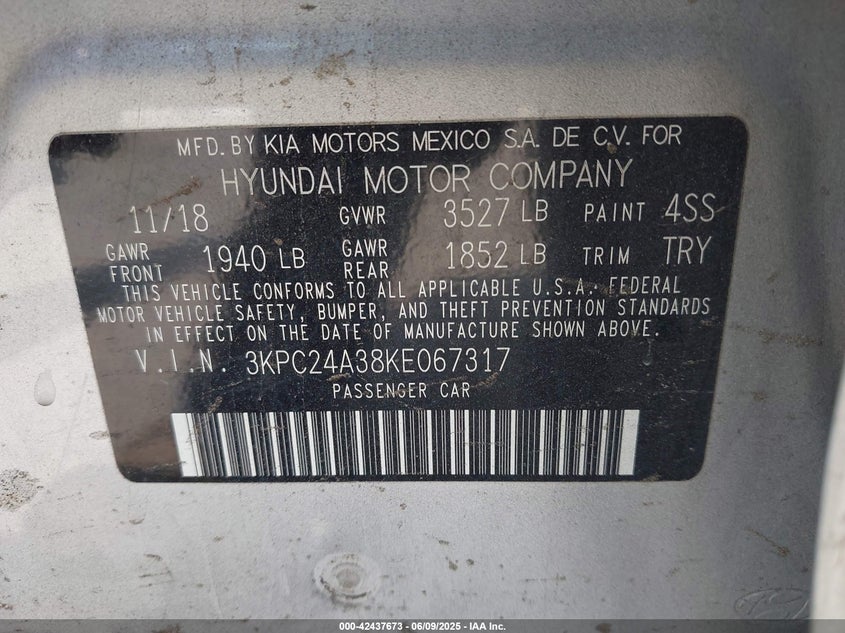 MFD. BY KIA MOTORS MEXICO S.A. DE C.V. FOR
HYUNDAI MOTOR COMPANY
11/18 GVWR 3527 LB PAINT 4SS
GAWR FRONT 1940 LB GAWR REAR 1852 LB TRIM TRY
THIS VEHICLE CONFORMS TO ALL APPLICABLE U.S.A. FEDERAL
MOTOR VEHICLE SAFETY, BUMPER, AND THEFT PREVENTION STANDARDS
IN EFFECT ON THE DATE OF MANUFACTURE SHOWN ABOVE.
V.I.N. 3KPC24A38KE067317
PASSENGER CAR
000-42437673 | 06/09/2025 - IAA Inc.